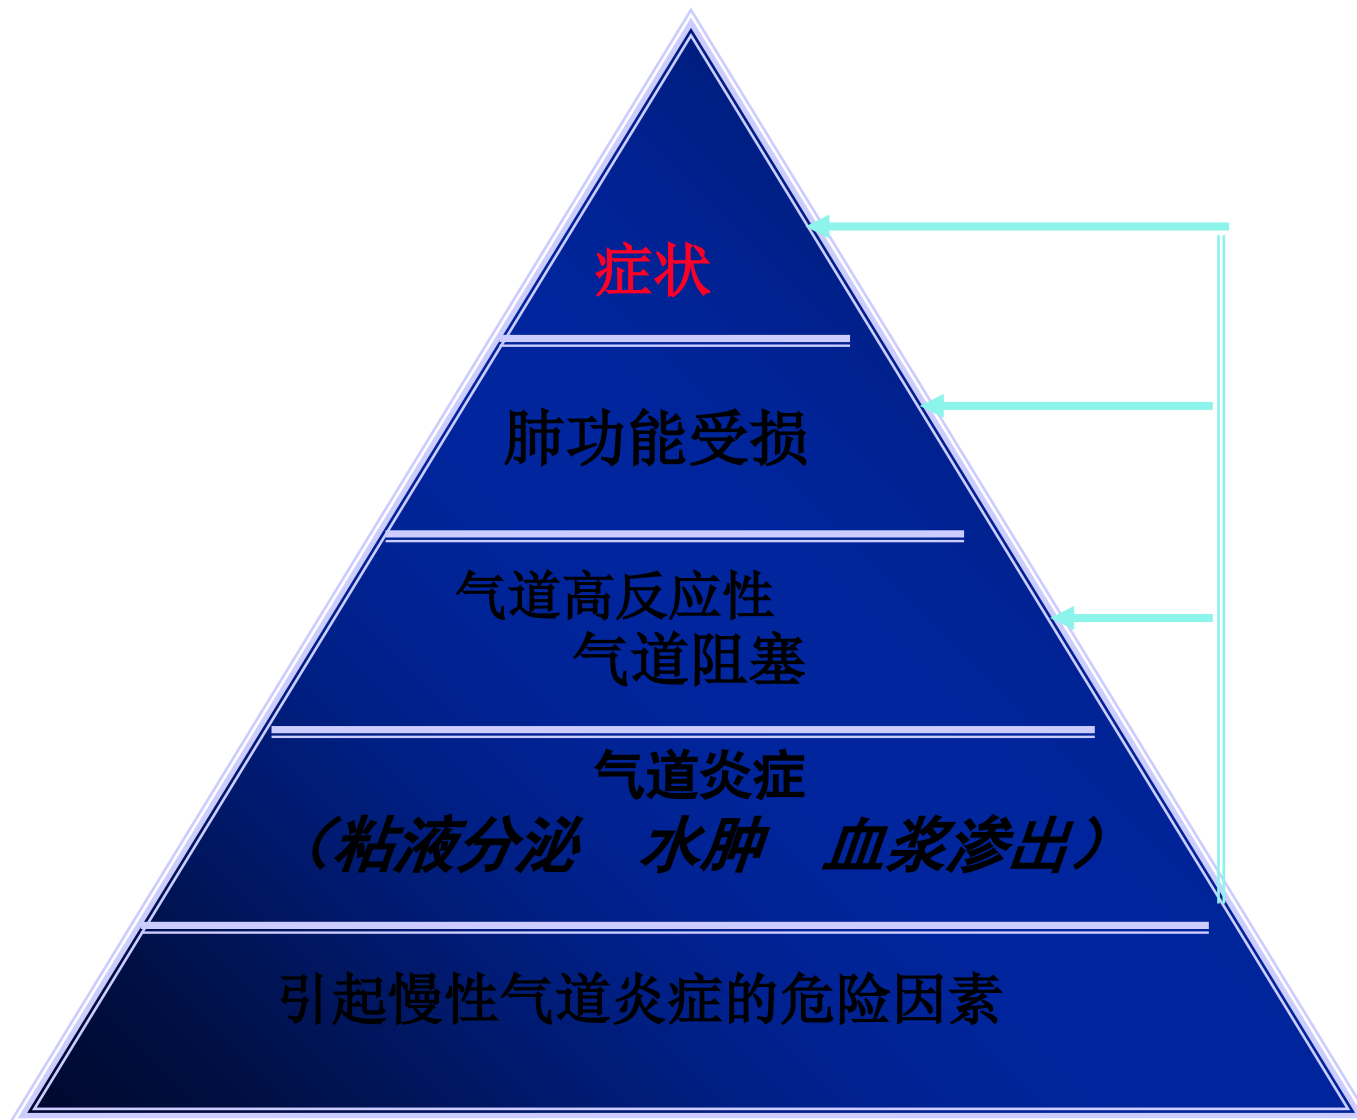 症状
肺功能受损
气道高反应性
气道阻塞
气道炎症
（粘液分泌　水肿　血浆渗出）
引起慢性气道炎症的危险因素